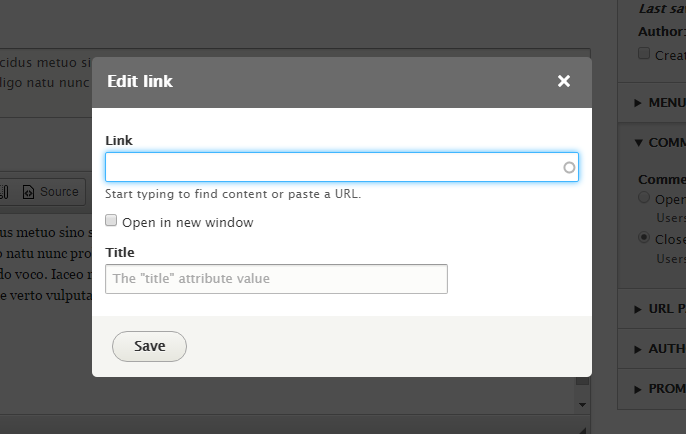 Last sa
Author:
Creat
cidus metuo si
ligo natu nunc
Edit link
MENU
Link
COMM
Start typing to find content or paste a URL.
Source
Comme
Open
Users
Open in new window
us metuo sino s
Close
o natu nunc pro
Title
Users
do voco. Iaceo n
The "title" attribute value
e verto vulputa
URL P
Save
AUTH
PROM